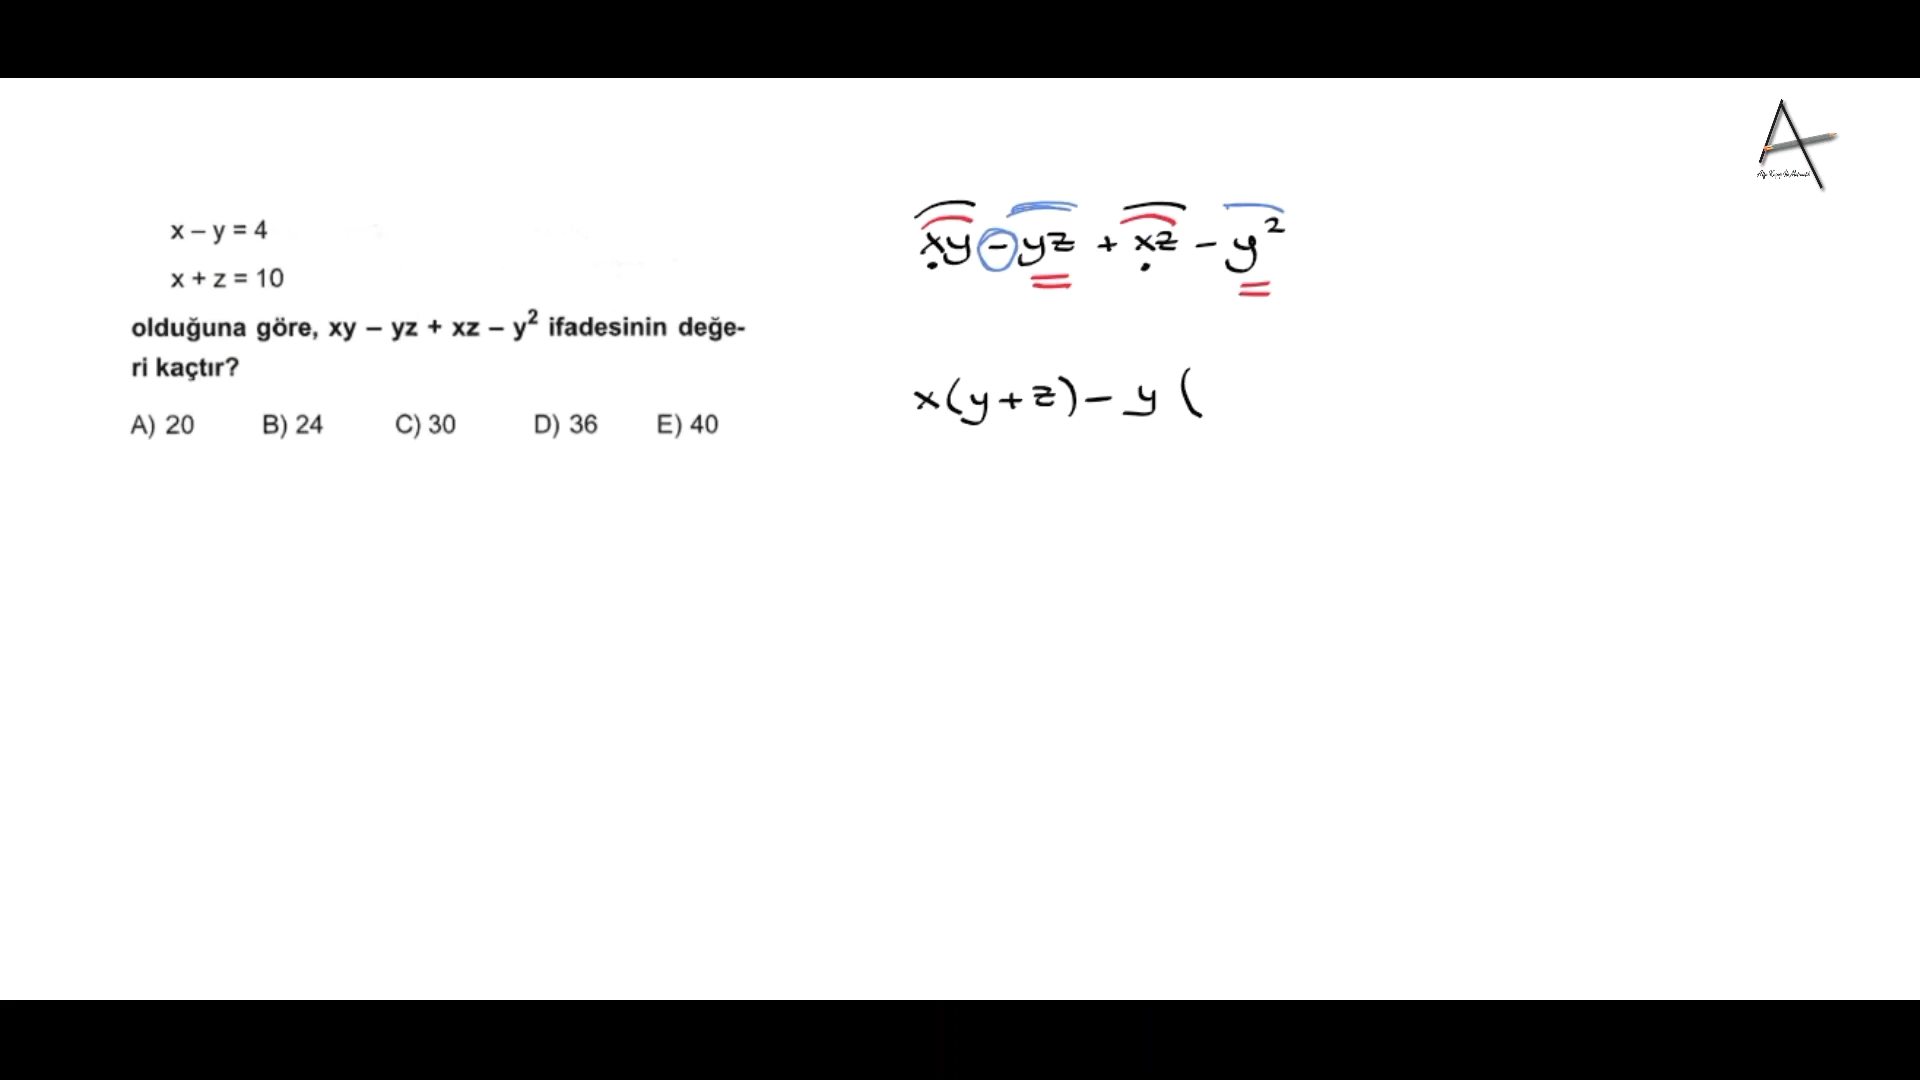 x – y = 4
x + z = 10
olduğuna göre, xy – yz + xz – y² ifadesinin değe-
ri kaçtır?
A) 20 B) 24 C) 30 D) 36 E) 40
xy - yz + xz - y²
x(y+z) - y (